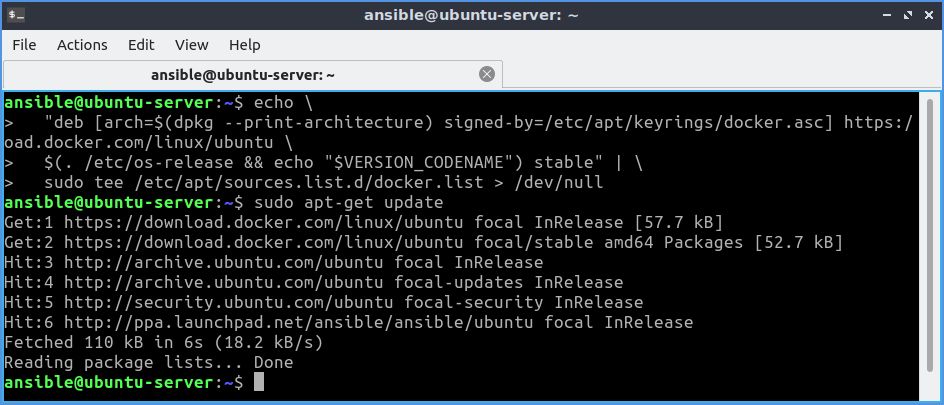 ansible@ubuntu-server: ~
File Actions Edit View Help
ansible@ubuntu-server: ~
ansible@ubuntu-server:~$ echo \
>   "deb [arch=$(dpkg --print-architecture) signed-by=/etc/apt/keyrings/docker.asc] https:/
oad.docker.com/linux/ubuntu \
>   $(. /etc/os-release && echo "$VERSION_CODENAME") stable" | \
>   sudo tee /etc/apt/sources.list.d/docker.list > /dev/null
ansible@ubuntu-server:~$ sudo apt-get update
Get:1 https://download.docker.com/linux/ubuntu focal InRelease [57.7 kB]
Get:2 https://download.docker.com/linux/ubuntu focal/stable amd64 Packages [52.7 kB]
Hit:3 http://archive.ubuntu.com/ubuntu focal InRelease
Hit:4 http://archive.ubuntu.com/ubuntu focal-updates InRelease
Hit:5 http://security.ubuntu.com/ubuntu focal-security InRelease
Hit:6 http://ppa.launchpad.net/ansible/ansible/ubuntu focal InRelease
Fetched 110 kB in 6s (18.2 kB/s)
Reading package lists... Done
ansible@ubuntu-server:~$